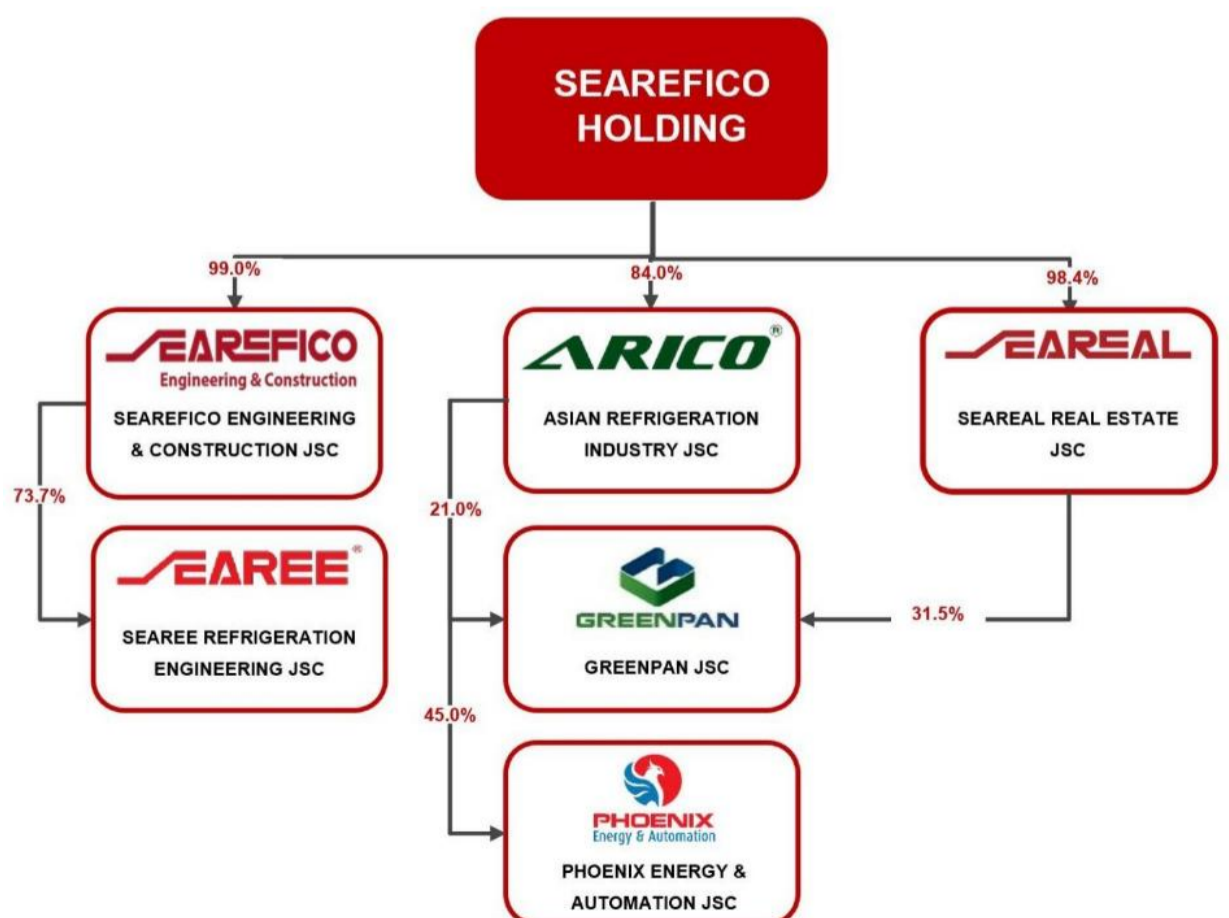 SEAREFICO
HOLDING
99.0%
84.0%
98.4%
SEAREFICO
Engineering & Construction
SEAREFICO ENGINEERING
& CONSTRUCTION JSC
ARICO®
ASIAN REFRIGERATION
INDUSTRY JSC
SEAREAL
SEAREAL REAL ESTATE
JSC
73.7%
21.0%
SEAREE®
SEAREE REFRIGERATION
ENGINEERING JSC
GREENPAN
GREENPAN JSC
31.5%
45.0%
PHOENIX
Energy & Automation
PHOENIX ENERGY &
AUTOMATION JSC